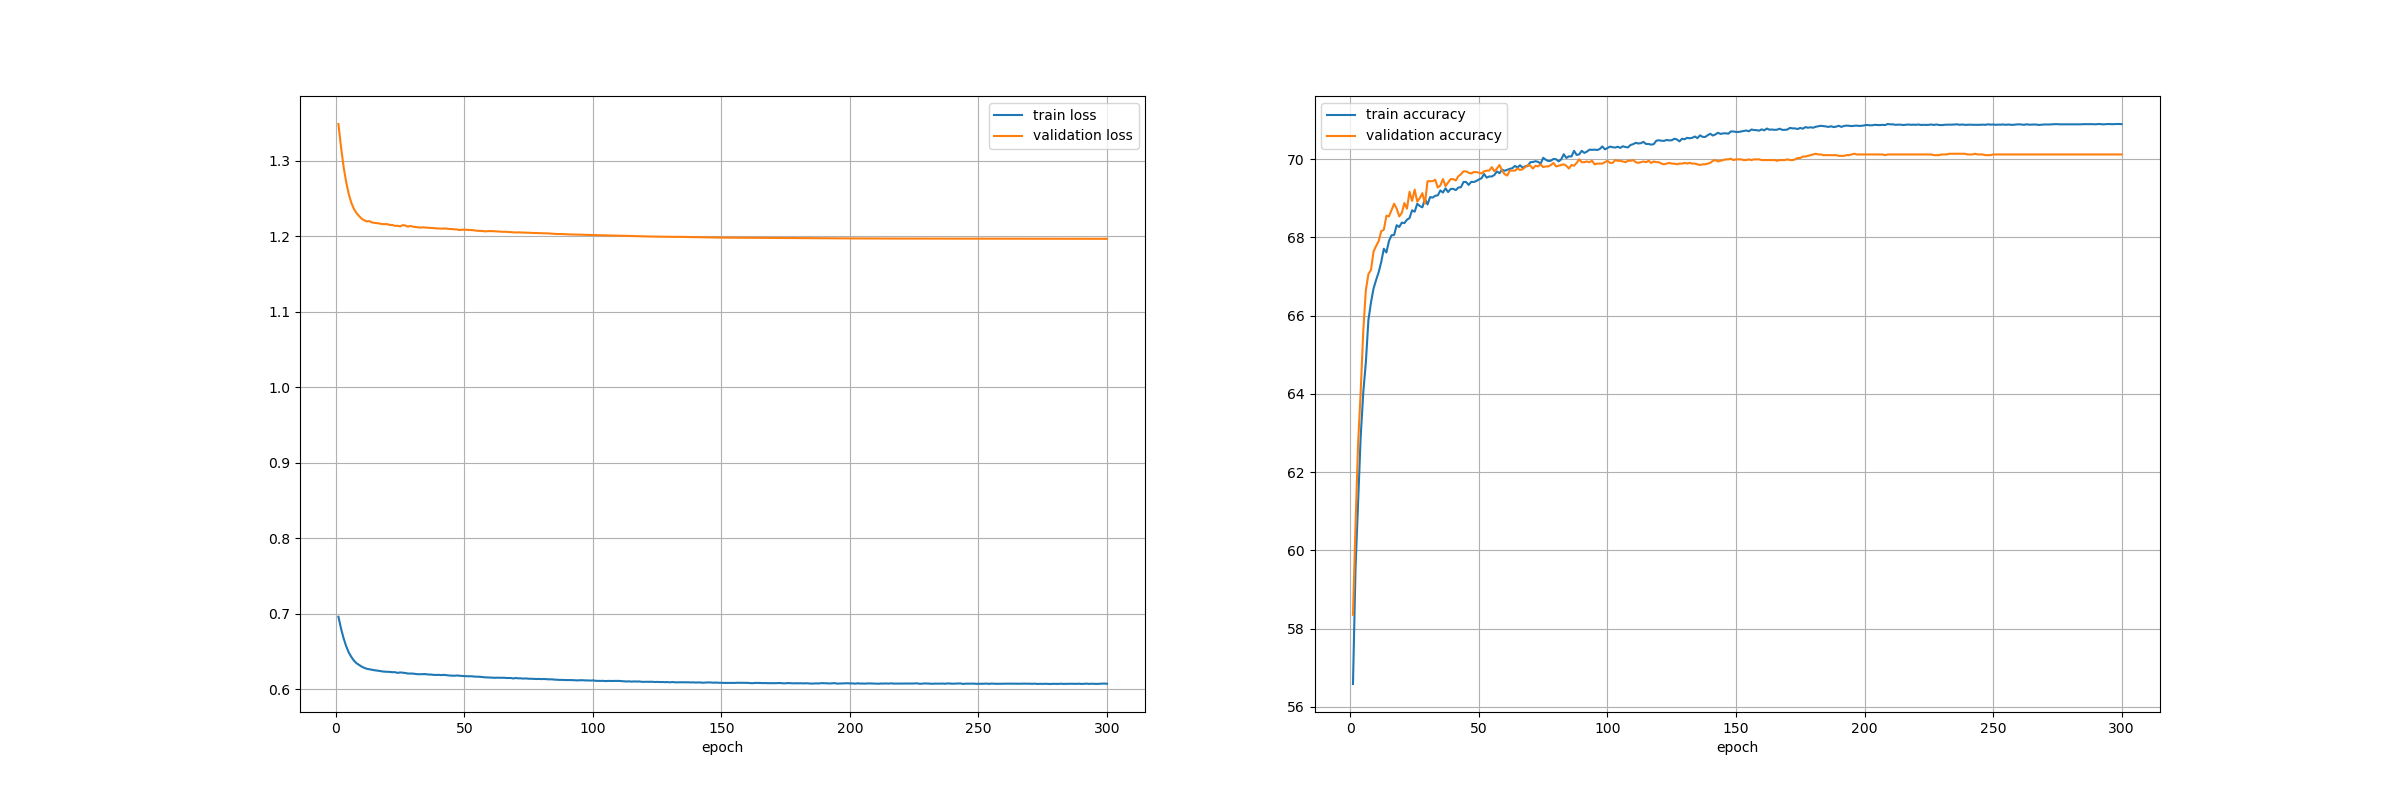 train loss
validation loss
1.3
1.2
1.1
1.0
0.9
0.8
0.7
0.6
0 50 100 150 200 250 300
epoch
train accuracy
validation accuracy
70
68
66
64
62
60
58
56
0 50 100 150 200 250 300
epoch